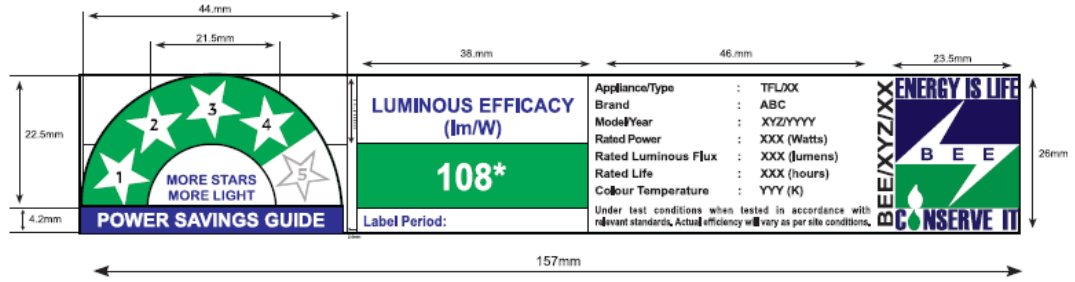 44.mm
21.5mm
38.mm
46.mm
23.5mm
22.5mm
4.2mm
1
2
3
4
5
MORE STARS
MORE LIGHT
POWER SAVINGS GUIDE
LUMINOUS EFFICACY
(lm/W)
108*
Label Period:
Appliance/Type : TFL/XX
Brand : ABC
Model/Year : XYZ/YYYY
Rated Power : XXX (Watts)
Rated Luminous Flux : XXX (lumens)
Rated Life : XXX (hours)
Colour Temperature : YYY (K)
Under test conditions when tested in accordance with
relevant standards. Actual efficiency will vary as per site conditions.
BEE/XYZ/XX
ENERGY IS LIFE
BEE
CONSERVE IT
26mm
157mm